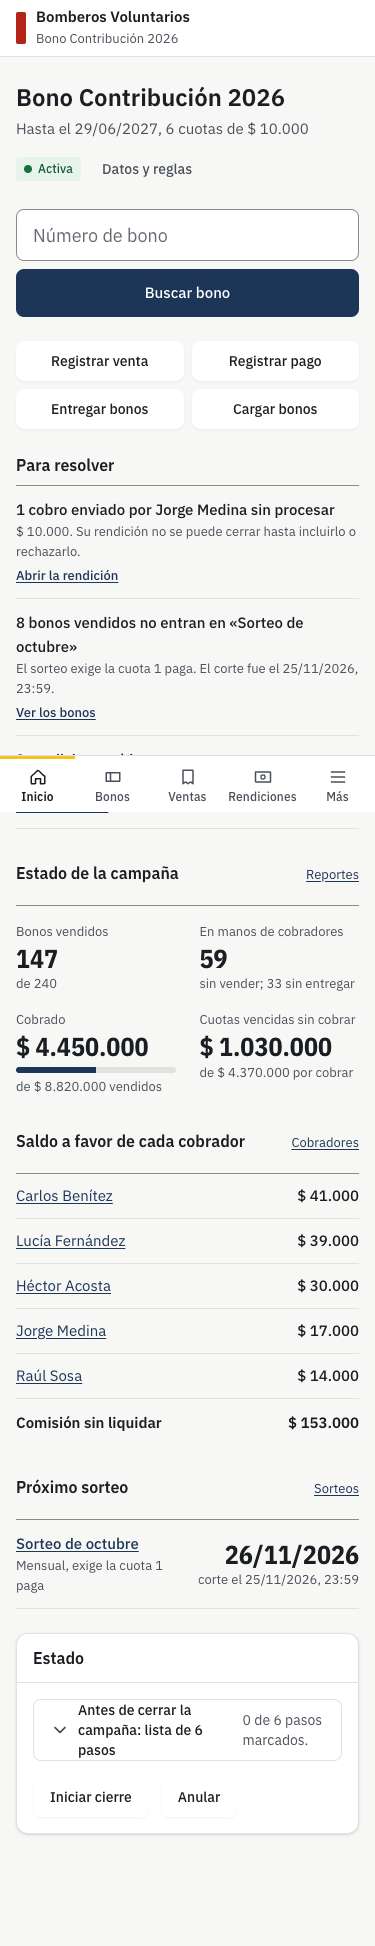 Bomberos Voluntarios
Bono Contribución 2026
Bono Contribución 2026
Hasta el 29/06/2027, 6 cuotas de $ 10.000
Activa
Datos y reglas
Número de bono
Buscar bono
Registrar venta
Registrar pago
Entregar bonos
Cargar bonos
Para resolver
1 cobro enviado por Jorge Medina sin procesar
$ 10.000. Su rendición no se puede cerrar hasta incluirlo o
rechazarlo.
Abrir la rendición
8 bonos vendidos no entran en «Sorteo de
octubre»
El sorteo exige la cuota 1 paga. El corte fue el 25/11/2026,
23:59.
Ver los bonos
Inicio
Bonos
Ventas
Rendiciones
Más
Estado de la campaña
Reportes
Bonos vendidos
147
de 240
En manos de cobradores
59
sin vender; 33 sin entregar
Cobrado
$ 4.450.000
de $ 8.820.000 vendidos
Cuotas vencidas sin cobrar
$ 1.030.000
de $ 4.370.000 por cobrar
Saldo a favor de cada cobrador
Cobradores
Carlos Benítez
$ 41.000
Lucía Fernández
$ 39.000
Héctor Acosta
$ 30.000
Jorge Medina
$ 17.000
Raúl Sosa
$ 14.000
Comisión sin liquidar
$ 153.000
Próximo sorteo
Sorteos
Sorteo de octubre
Mensual, exige la cuota 1
paga
26/11/2026
corte el 25/11/2026, 23:59
Estado
Antes de cerrar la
campaña: lista de 6
pasos
0 de 6 pasos
marcados.
Iniciar cierre
Anular